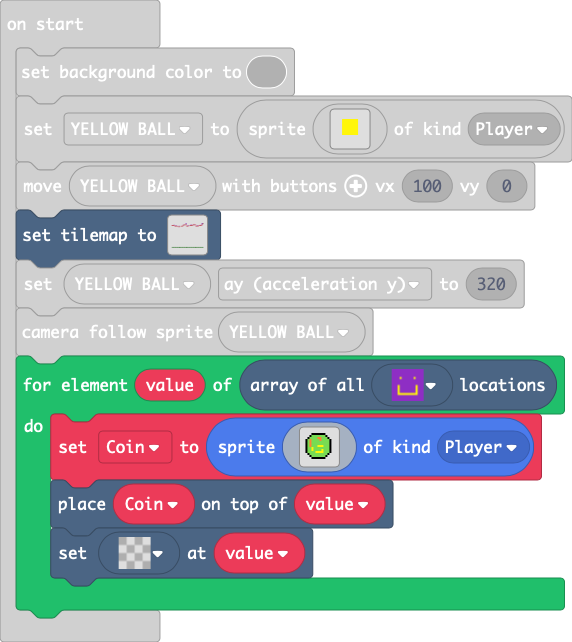 on start
set background color to
set YELLOW BALL to sprite of kind Player
move YELLOW BALL with buttons vx 100 vy 0
set tilemap to
set YELLOW BALL ay (acceleration y) to 320
camera follow sprite YELLOW BALL
for element value of array of all locations
do
set Coin to sprite of kind Player
place Coin on top of value
set at value